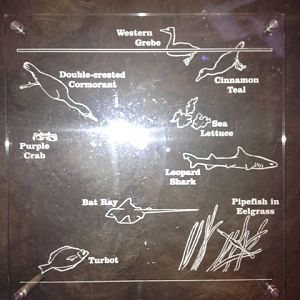 Western
Grebe
Double-crested
Cormorant
Cinnamon
Teal
Sea
Lettuce
Purple
Crab
Leopard
Shark
Bat Ray
Pipefish in
Eelgrass
Turbot